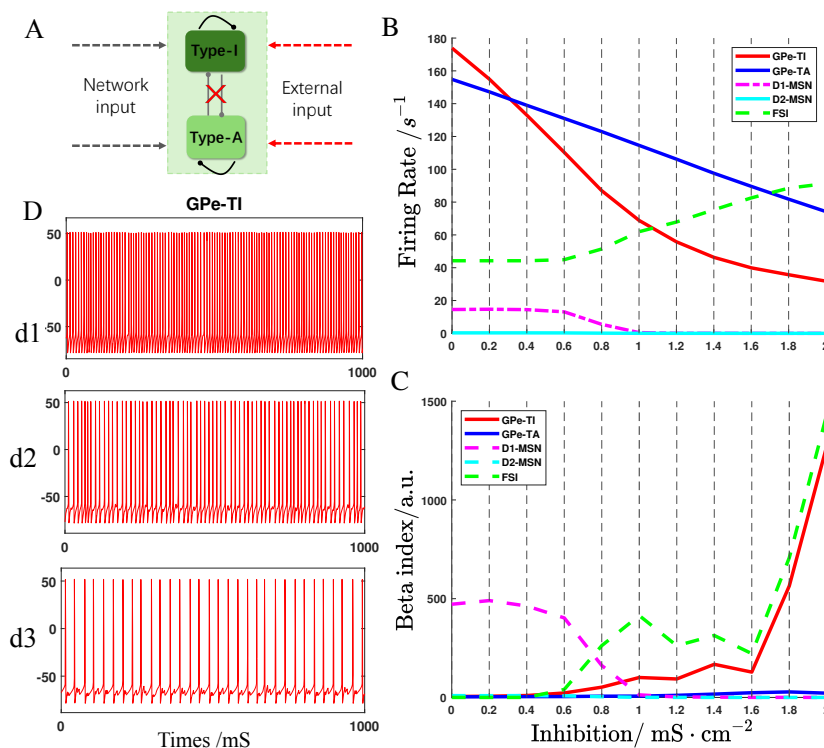 A
Type-I
Network
input
External
input
Type-A
B
Firing Rate /s⁻¹
180
160
140
120
100
80
60
40
20
0
GPe-TI
GPe-TA
D1-MSN
D2-MSN
FSI
0 0.2 0.4 0.6 0.8 1 1.2 1.4 1.6 1.8 2
C
Beta index/a.u.
1500
1000
500
0
GPe-TI
GPe-TA
D1-MSN
D2-MSN
FSI
0 0.2 0.4 0.6 0.8 1 1.2 1.4 1.6 1.8 2
Inhibition/ mS · cm⁻²
D
GPe-TI
d1
50
0
-50
0 1000
d2
50
0
-50
0 1000
d3
50
0
-50
0 1000
Times /mS